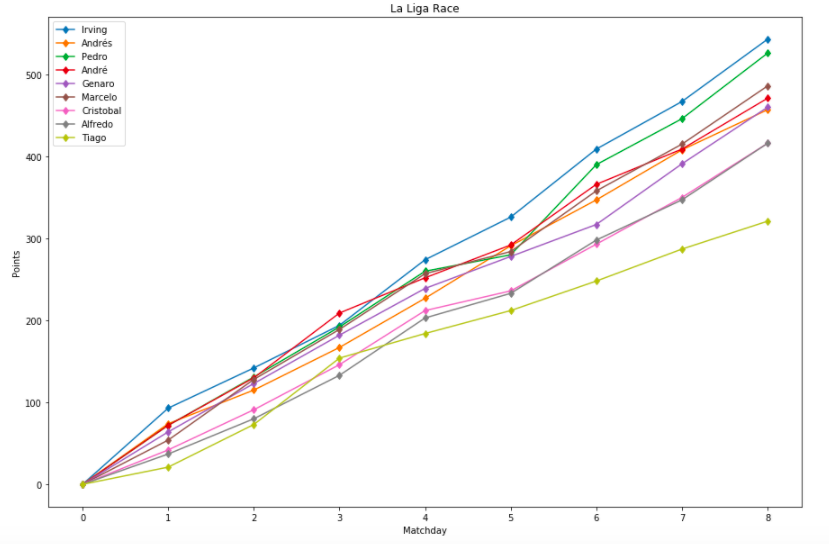 La Liga Race
Irving
Andrés
Pedro
André
Genaro
Marcelo
Cristobal
Alfredo
Tiago
500
400
300
200
100
0
Points
0 1 2 3 4 5 6 7 8
Matchday